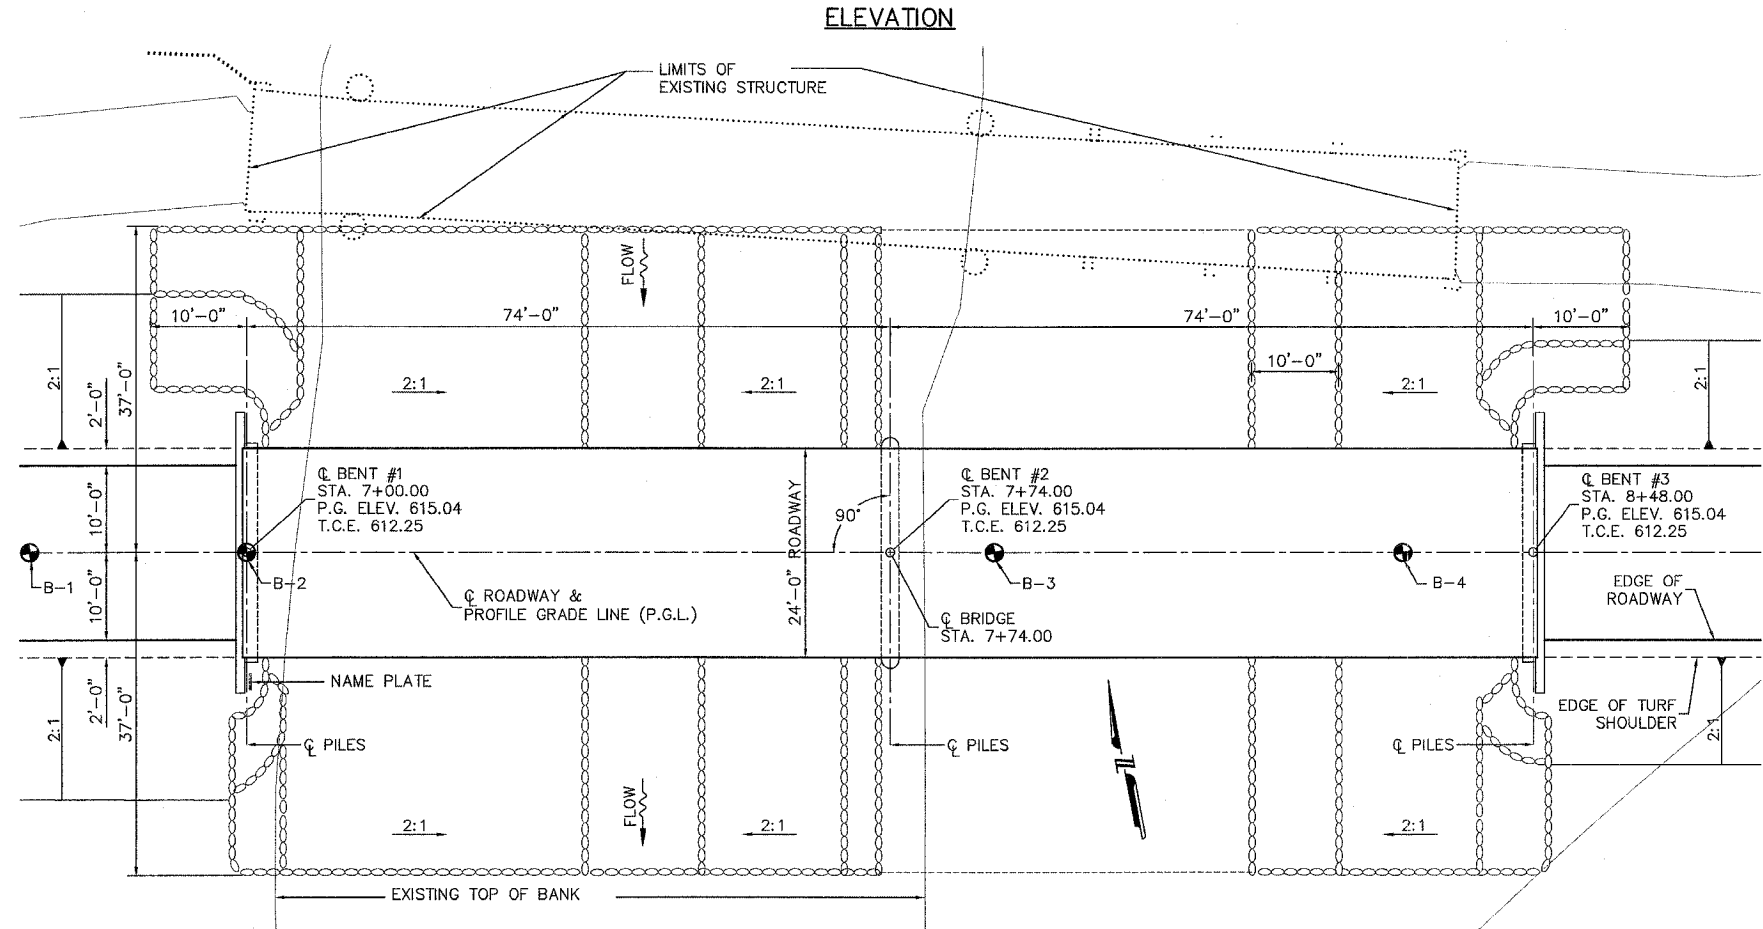 ELEVATION
LIMITS OF
EXISTING STRUCTURE
FLOW
10'-0"
74'-0"
74'-0"
10'-0"
2:1
2'-0"
37'-0"
2:1
2:1
10'-0"
2:1
2:1
℄ BENT #1
STA. 7+00.00
P.G. ELEV. 615.04
T.C.E. 612.25
24'-0" ROADWAY
90°
℄ BENT #2
STA. 7+74.00
P.G. ELEV. 615.04
T.C.E. 612.25
℄ BENT #3
STA. 8+48.00
P.G. ELEV. 615.04
T.C.E. 612.25
10'-0"
B-1
B-2
B-3
B-4
10'-0"
℄ ROADWAY &
PROFILE GRADE LINE (P.G.L.)
℄ BRIDGE
STA. 7+74.00
EDGE OF
ROADWAY
NAME PLATE
2:1
2'-0"
37'-0"
EDGE OF TURF
SHOULDER
2:1
℄ PILES
℄ PILES
℄ PILES
FLOW
2:1
2:1
2:1
EXISTING TOP OF BANK